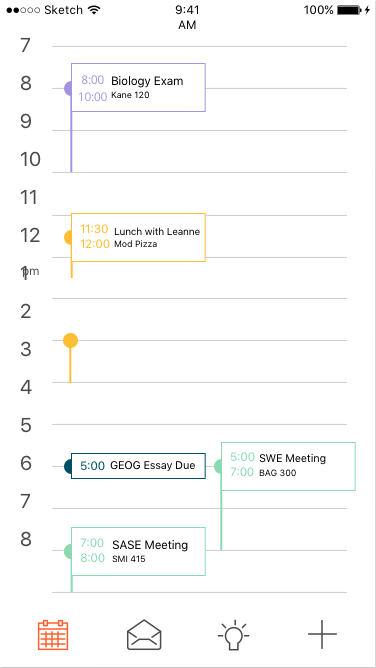 Sketch 9:41 AM 100%
7
8
8:00 Biology Exam
10:00 Kane 120
9
10
11
11:30 Lunch with Leanne
12:00 Mod Pizza
12
1 pm
2
3
4
5
5:00 SWE Meeting
7:00 BAG 300
6
5:00 GEOG Essay Due
7
8
7:00 SASE Meeting
8:00 SMI 415